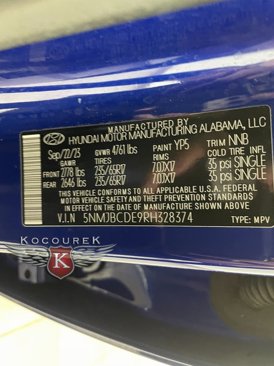 MANUFACTURED BY
HYUNDAI MOTOR MANUFACTURING ALABAMA, LLC
Sep/22/23 GVWR 4761 lbs PAINT YP5 TRIM NNB
GAWR TIRES RIMS COLD TIRE INFL
FRONT 2778 lbs 235/65R17 7.0JX17 35 psi SINGLE
REAR 2646 lbs 235/65R17 7.0JX17 35 psi SINGLE
THIS VEHICLE CONFORMS TO ALL APPLICABLE U.S.A. FEDERAL
MOTOR VEHICLE SAFETY AND THEFT PREVENTION STANDARDS
IN EFFECT ON THE DATE OF MANUFACTURE SHOWN ABOVE.
V.I.N 5NMJBCDE9RH328374 TYPE: MPV
KOCOUREK
K